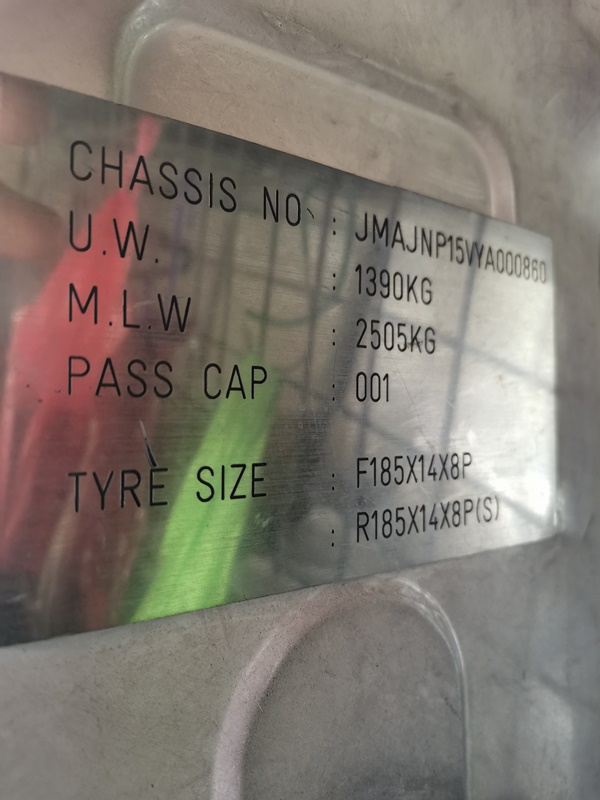 CHASSIS NO : JMAJNP15VYA000860
U.W. : 1390KG
M.L.W : 2505KG
PASS CAP : 001
TYRE SIZE : F185X14X8P
: R185X14X8P(S)